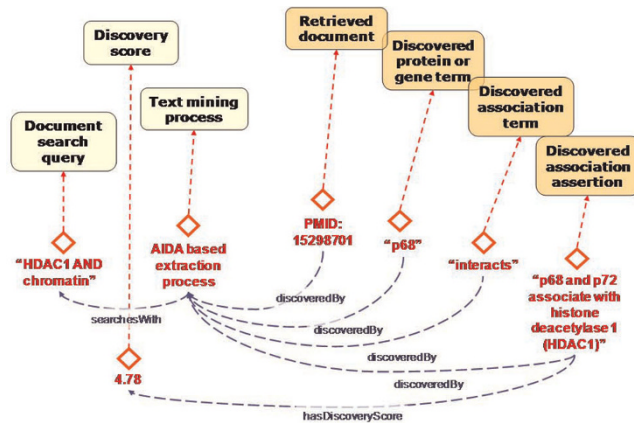 Discovery
score
Retrieved
document
Discovered
protein or
gene term
Text mining
process
Discovered
association
term
Document
search
query
Discovered
association
assertion
"HDAC1 AND
chromatin"
AIDA based
extraction
process
PMID:
15298701
"p68"
"interacts"
"p68 and p72
associate with
histone
deacetylase 1
(HDAC1)"
discoveredBy
searchesWith
discoveredBy
discoveredBy
4.78
discoveredBy
hasDiscoveryScore